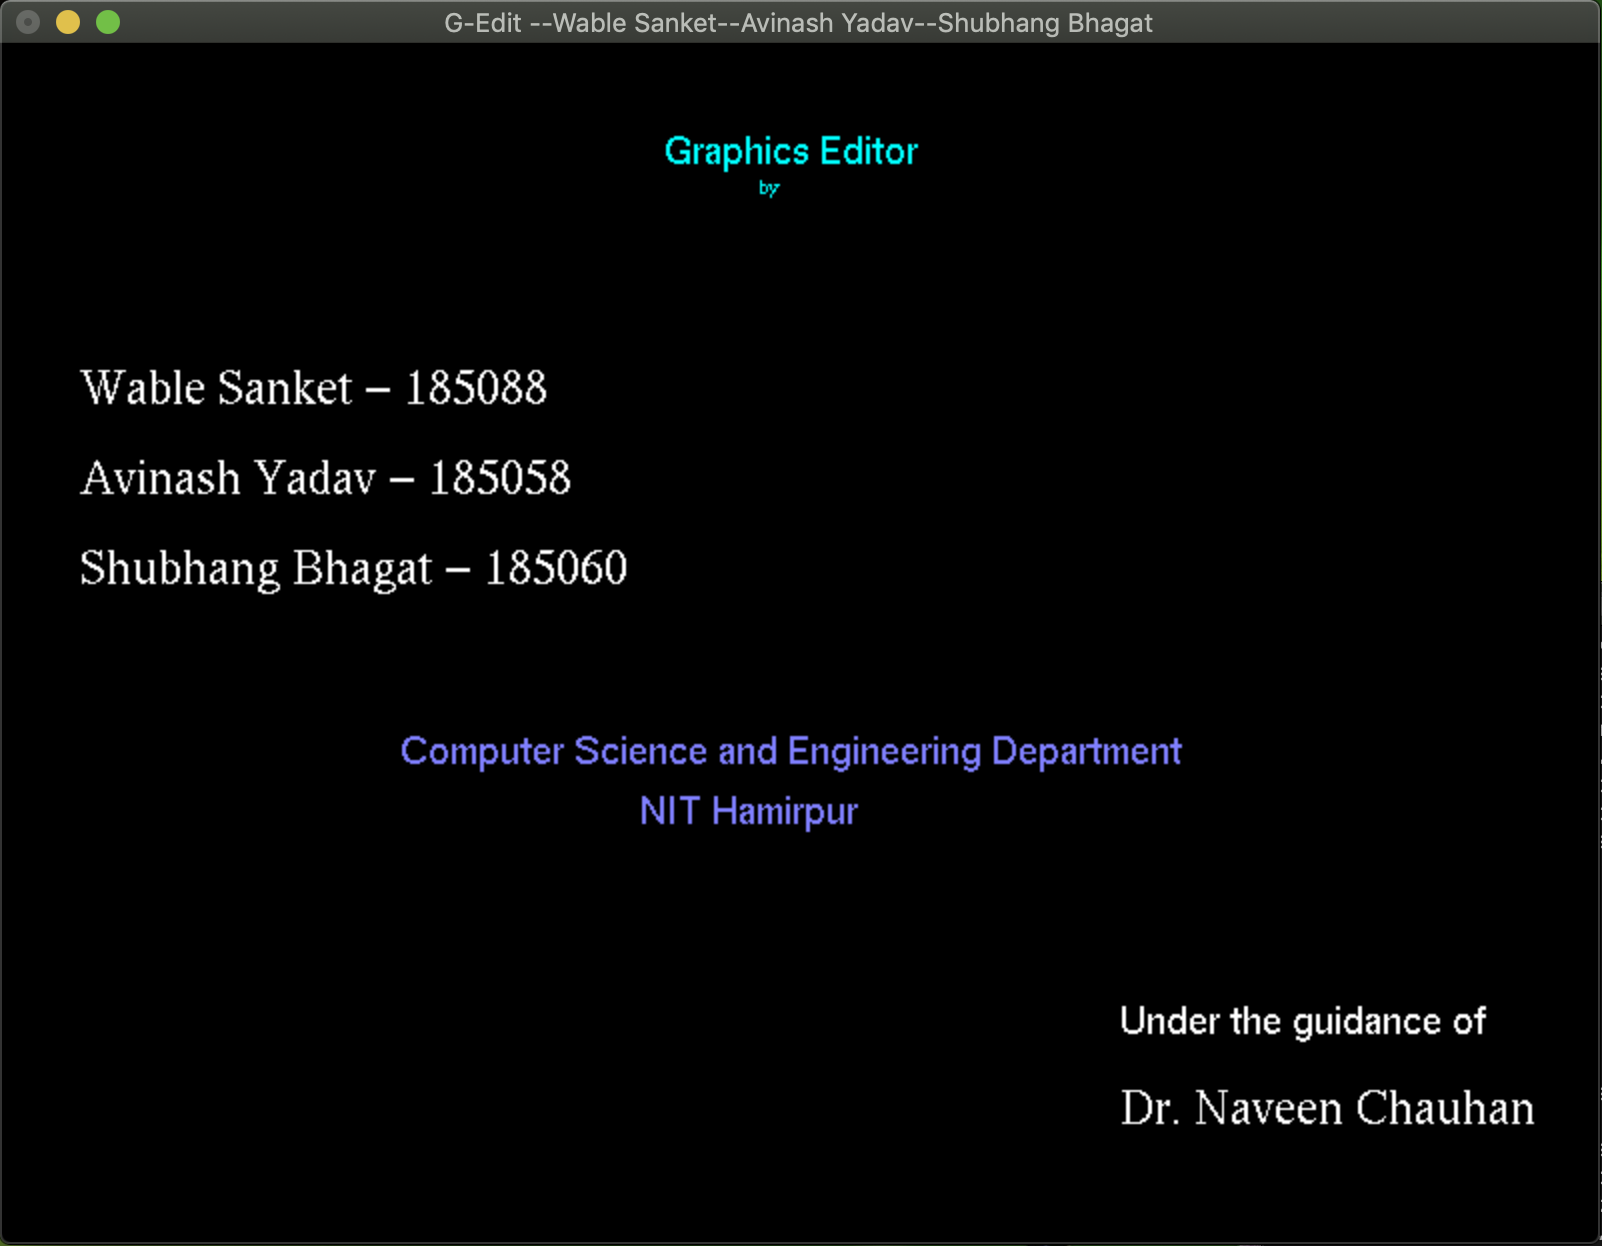 G-Edit --Wable Sanket--Avinash Yadav--Shubhang Bhagat
Graphics Editor
by
Wable Sanket – 185088
Avinash Yadav – 185058
Shubhang Bhagat – 185060
Computer Science and Engineering Department
NIT Hamirpur
Under the guidance of
Dr. Naveen Chauhan